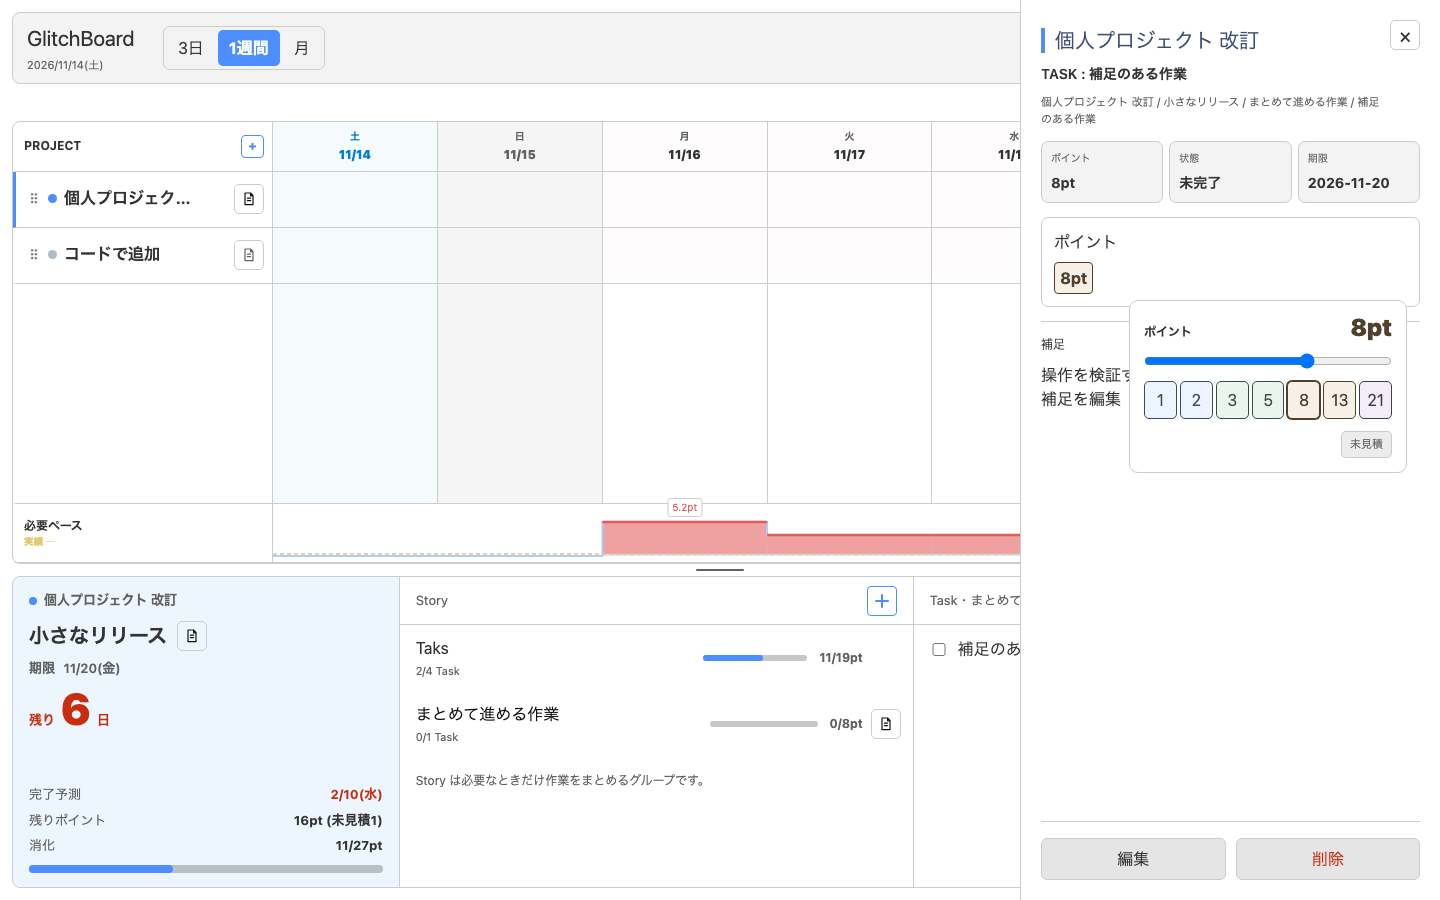 GlitchBoard
2026/11/14(土)
3日 1週間 月
PROJECT
+
土
11/14
日
11/15
月
11/16
火
11/17
水
個人プロジェク...
コードで追加
必要ペース
実績
5.2pt
個人プロジェクト 改訂
小さなリリース
期限 11/20(金)
残り 6 日
完了予測 2/10(水)
残りポイント 16pt (未見積1)
消化 11/27pt
Story
+
Taks
2/4 Task
11/19pt
まとめて進める作業
0/1 Task
0/8pt
Story は必要なときだけ作業をまとめるグループです。
Task・まとめて
補足のあ
個人プロジェクト 改訂
×
TASK : 補足のある作業
個人プロジェクト 改訂 / 小さなリリース / まとめて進める作業 / 補足
のある作業
ポイント
8pt
状態
未完了
期限
2026-11-20
ポイント
8pt
補足
操作を検証す
補足を編集
ポイント 8pt
1 2 3 5 8 13 21
未見積
編集
削除